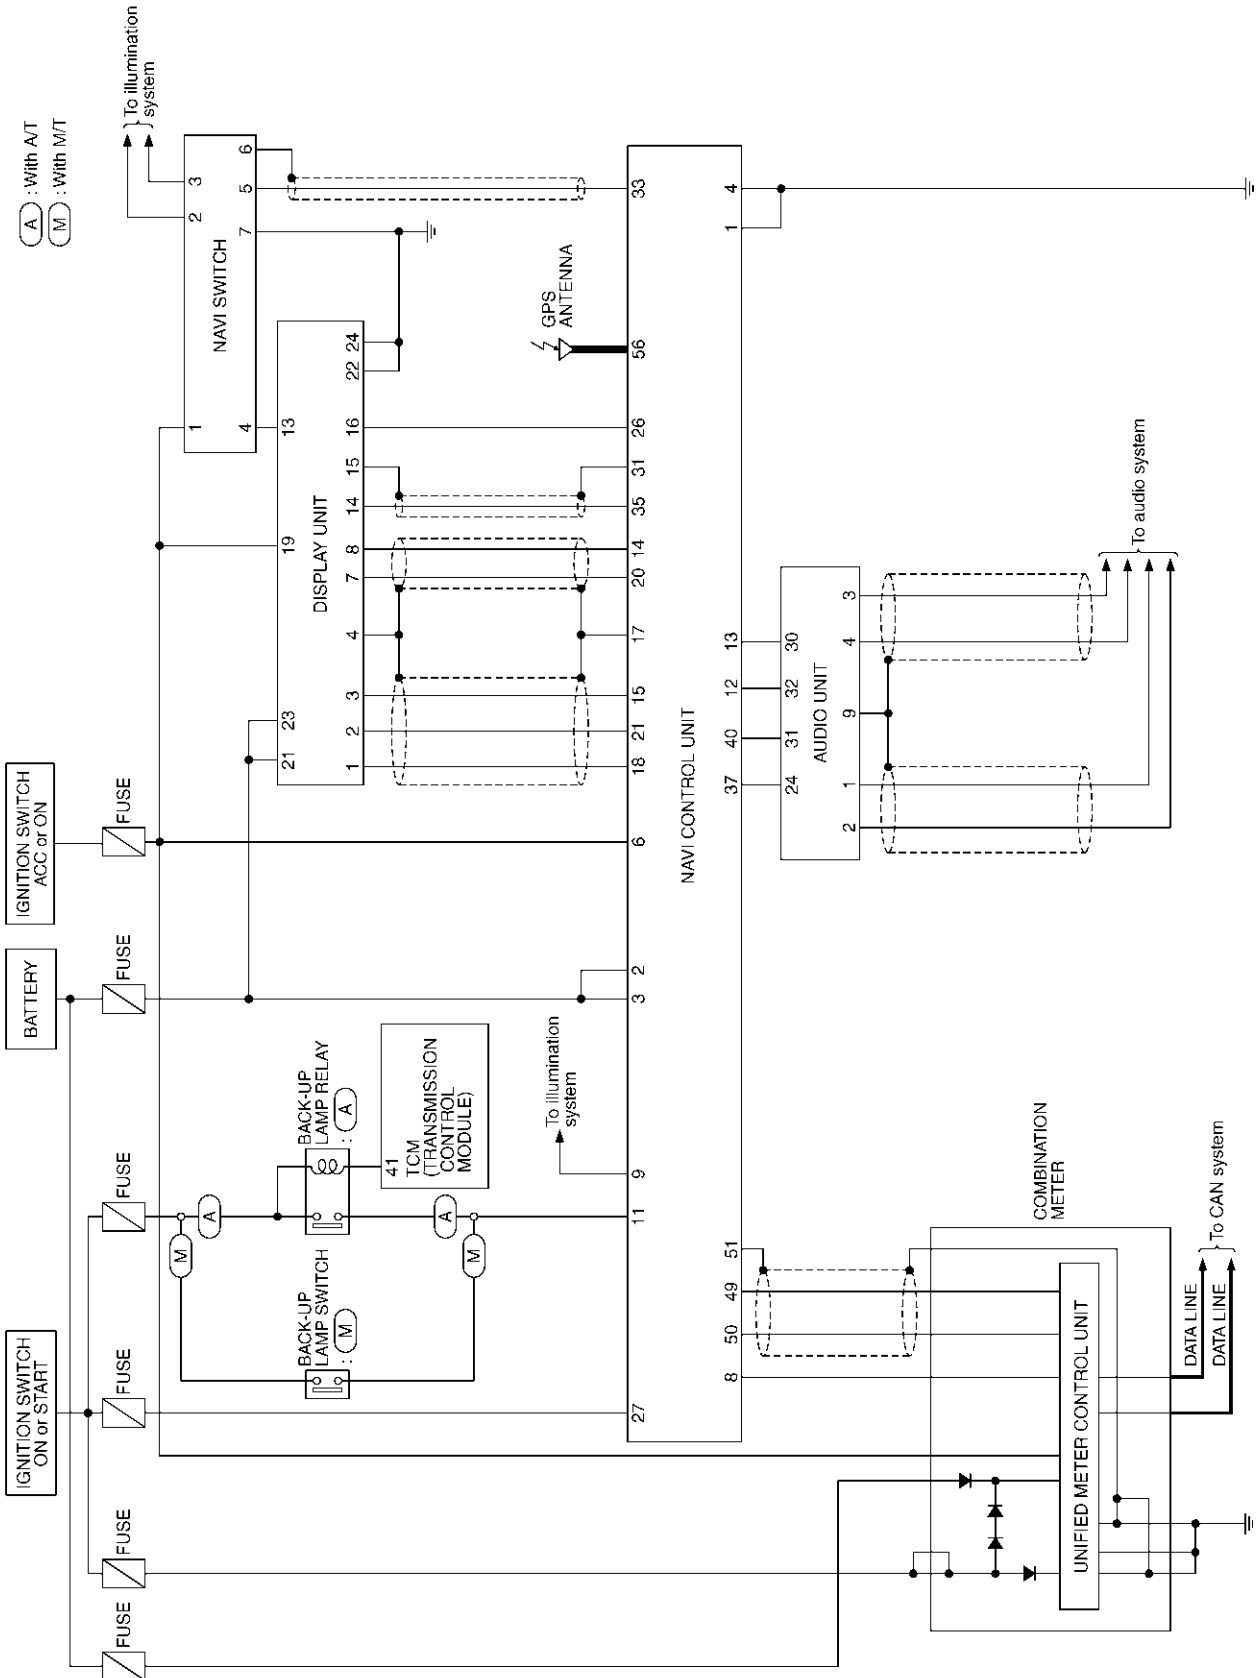 IGNITION SWITCH
ON or START
BATTERY
IGNITION SWITCH
ACC or ON
A : With A/T
M : With M/T
FUSE
FUSE
FUSE
FUSE
FUSE
FUSE
To illumination
system
2
3
1
NAVI SWITCH
4
7
5
6
21
23
19
13
DISPLAY UNIT
1
2
3
4
7
8
14
15
16
22
24
GPS
ANTENNA
BACK-UP
LAMP SWITCH
: M
BACK-UP
LAMP RELAY
: A
M
A
M
A
41
TCM
(TRANSMISSION
CONTROL
MODULE)
To illumination
system
27
11
9
3
2
6
18
21
15
17
20
14
35
31
26
56
33
NAVI CONTROL UNIT
8
50
49
51
37
40
12
13
1
4
24
31
32
30
AUDIO UNIT
2
1
9
4
3
To audio system
COMBINATION
METER
UNIFIED METER CONTROL UNIT
DATA LINE
DATA LINE
To CAN system